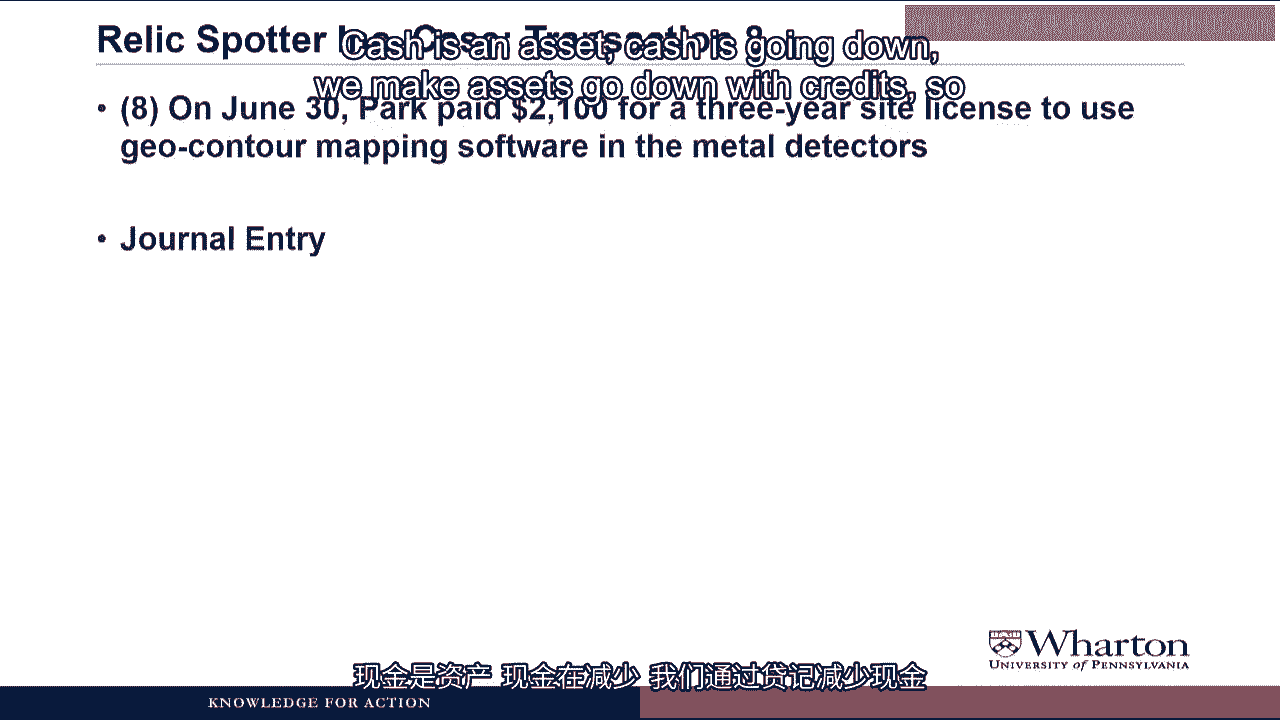 Relic Spotter Inc. Case: Transaction 8
Cash is an asset, cash is going down,
we make assets go down with credits, so
• (8) On June 30, Park paid $2,100 for a three-year site license to use
geo-contour mapping software in the metal detectors
• Journal Entry
Wharton
UNIVERSITY of PENNSYLVANIA
现金是资产 现金在减少 我们通过贷记减少现金
KNOWLEDGE FOR ACTION